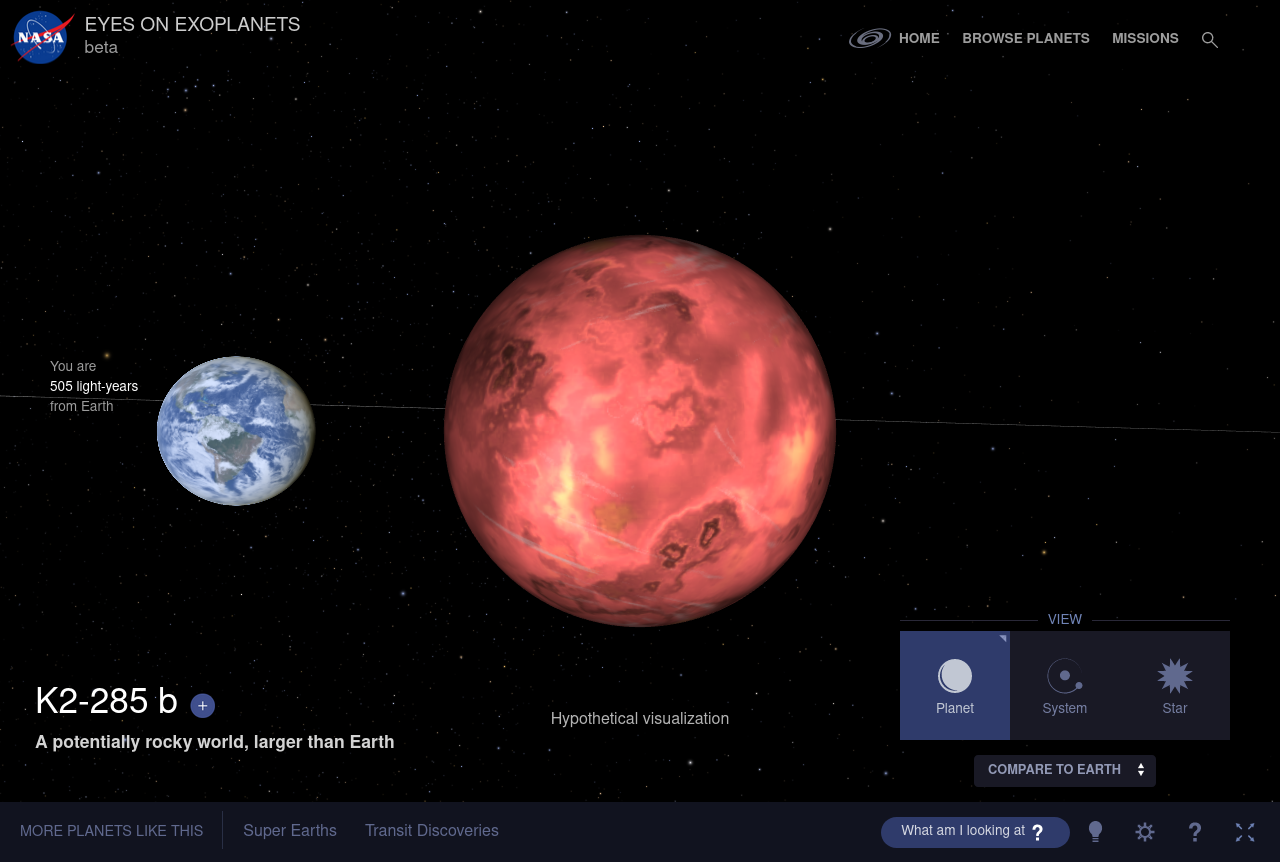 NASA
EYES ON EXOPLANETS
beta
HOME
BROWSE PLANETS
MISSIONS
You are
505 light-years
from Earth
K2-285 b
+
A potentially rocky world, larger than Earth
Hypothetical visualization
VIEW
Planet
System
Star
COMPARE TO EARTH
MORE PLANETS LIKE THIS
Super Earths
Transit Discoveries
What am I looking at ?
?